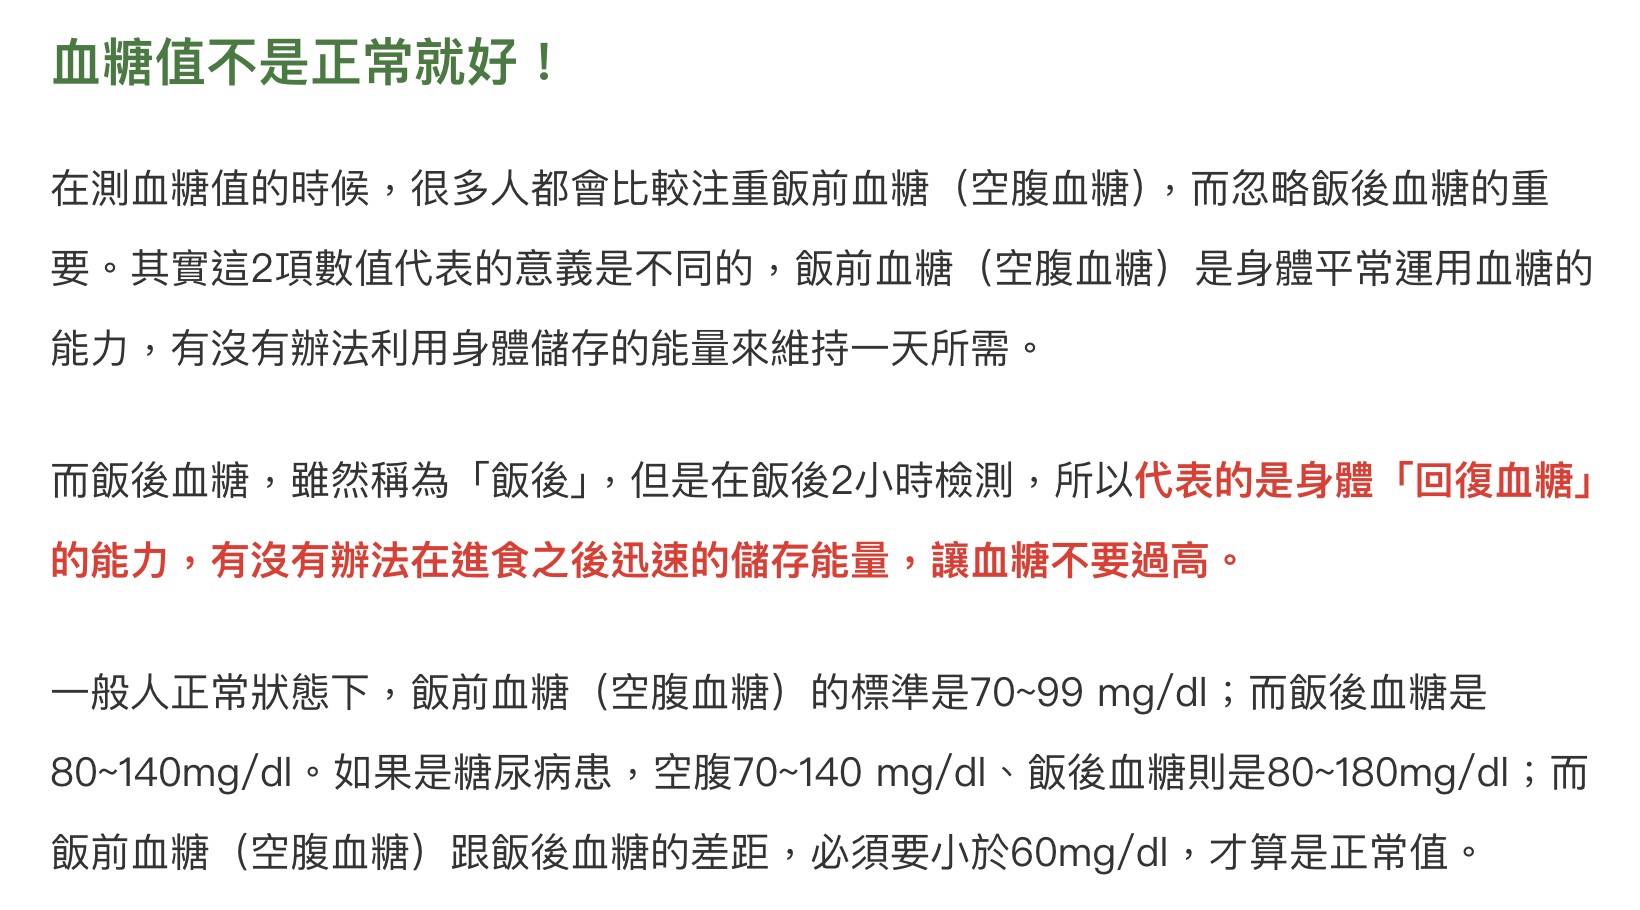 血糖值不是正常就好！
在測血糖值的時候，很多人都會比較注重飯前血糖（空腹血糖），而忽略飯後血糖的重
要。其實這2項數值代表的意義是不同的，飯前血糖（空腹血糖）是身體平常運用血糖的
能力，有沒有辦法利用身體儲存的能量來維持一天所需。
而飯後血糖，雖然稱為「飯後」，但是在飯後2小時檢測，所以代表的是身體「回復血糖」
的能力，有沒有辦法在進食之後迅速的儲存能量，讓血糖不要過高。
一般人正常狀態下，飯前血糖（空腹血糖）的標準是70~99 mg/dl；而飯後血糖是
80~140mg/dl。如果是糖尿病患，空腹70~140 mg/dl、飯後血糖則是80~180mg/dl；而
飯前血糖（空腹血糖）跟飯後血糖的差距，必須要小於60mg/dl，才算是正常值。